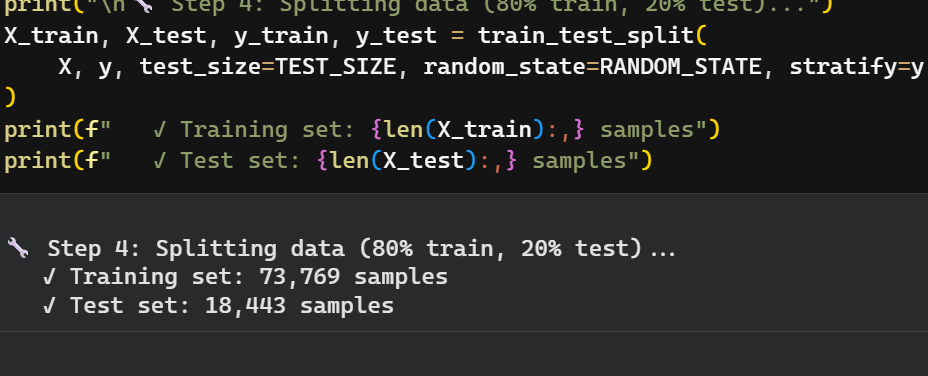 print("\n🔧 Step 4: Splitting data (80% train, 20% test)...")
X_train, X_test, y_train, y_test = train_test_split(
    X, y, test_size=TEST_SIZE, random_state=RANDOM_STATE, stratify=y
)
print(f"   ✓ Training set: {len(X_train):,} samples")
print(f"   ✓ Test set: {len(X_test):,} samples")
🔧 Step 4: Splitting data (80% train, 20% test)...
   ✓ Training set: 73,769 samples
   ✓ Test set: 18,443 samples